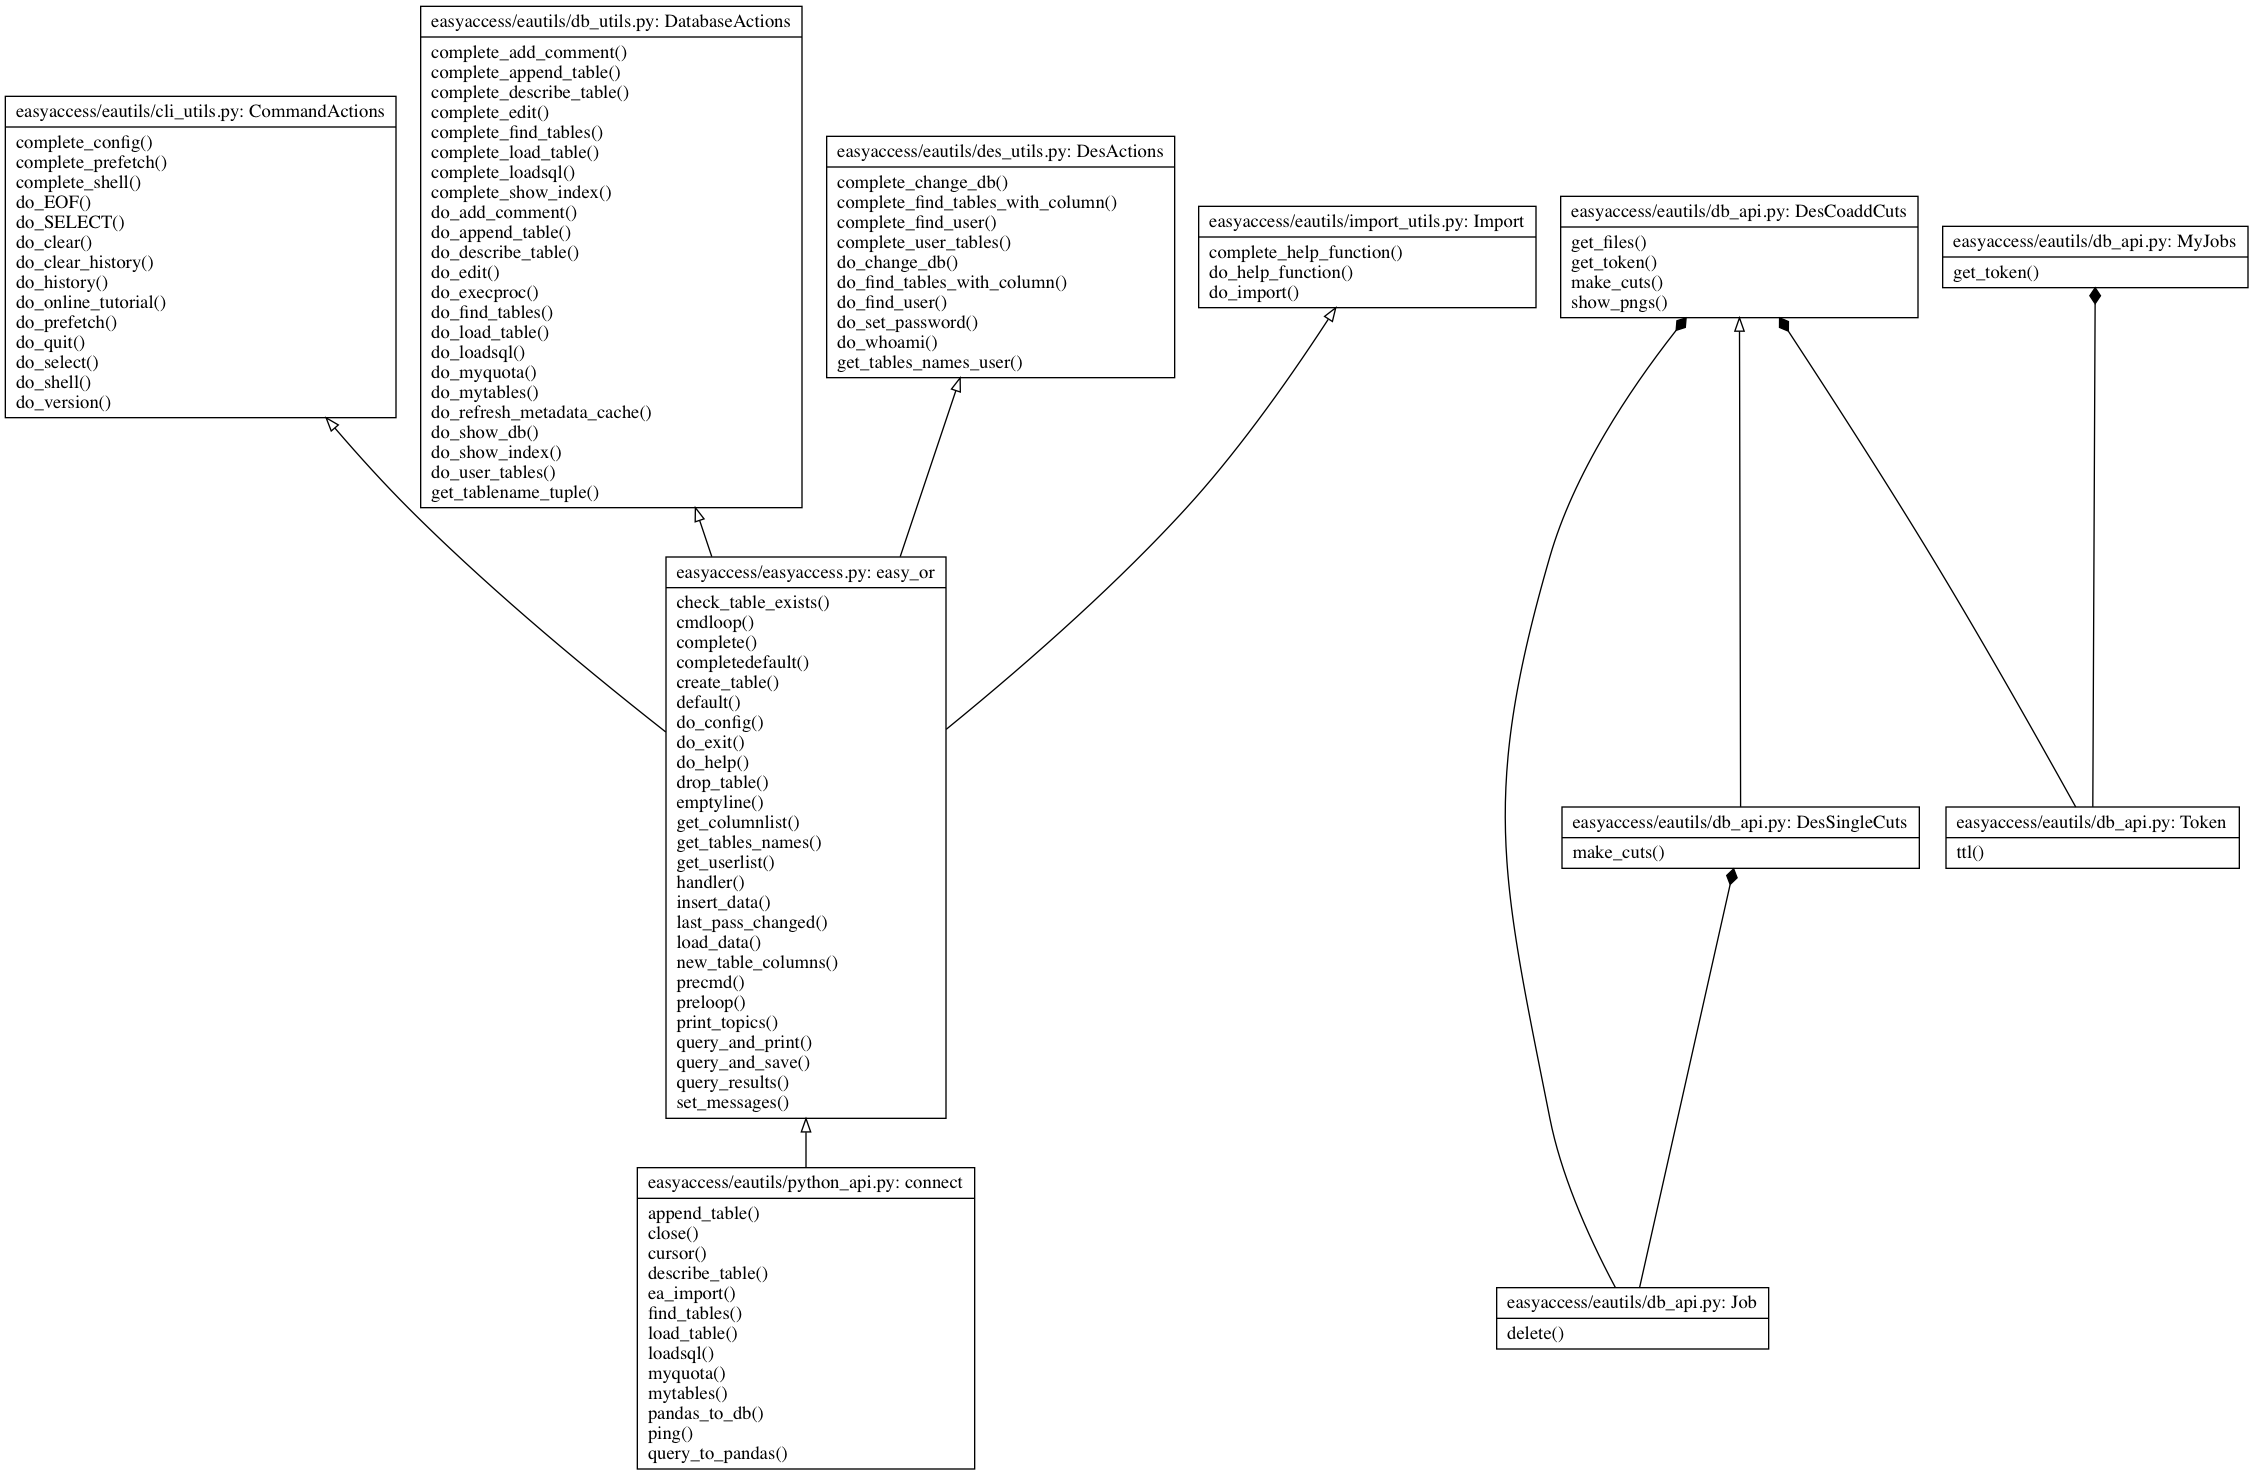 easyaccess/eautils/cli_utils.py: CommandActions
complete_config()
complete_prefetch()
complete_shell()
do_EOF()
do_SELECT()
do_clear()
do_clear_history()
do_history()
do_online_tutorial()
do_prefetch()
do_quit()
do_select()
do_shell()
do_version()
easyaccess/eautils/db_utils.py: DatabaseActions
complete_add_comment()
complete_append_table()
complete_describe_table()
complete_edit()
complete_find_tables()
complete_load_table()
complete_loadsql()
complete_show_index()
do_add_comment()
do_append_table()
do_describe_table()
do_edit()
do_execproc()
do_find_tables()
do_load_table()
do_loadsql()
do_myquota()
do_mytables()
do_refresh_metadata_cache()
do_show_db()
do_show_index()
do_user_tables()
get_tablename_tuple()
easyaccess/eautils/des_utils.py: DesActions
complete_change_db()
complete_find_tables_with_column()
complete_find_user()
complete_user_tables()
do_change_db()
do_find_tables_with_column()
do_find_user()
do_set_password()
do_whoami()
get_tables_names_user()
easyaccess/eautils/import_utils.py: Import
complete_help_function()
do_help_function()
do_import()
easyaccess/eautils/db_api.py: DesCoaddCuts
get_files()
get_token()
make_cuts()
show_pngs()
easyaccess/eautils/db_api.py: MyJobs
get_token()
easyaccess/easyaccess.py: easy_or
check_table_exists()
cmdloop()
complete()
completedefault()
create_table()
default()
do_config()
do_exit()
do_help()
drop_table()
emptyline()
get_columnlist()
get_tables_names()
get_userlist()
handler()
insert_data()
last_pass_changed()
load_data()
new_table_columns()
precmd()
preloop()
print_topics()
query_and_print()
query_and_save()
query_results()
set_messages()
easyaccess/eautils/db_api.py: DesSingleCuts
make_cuts()
easyaccess/eautils/db_api.py: Token
ttl()
easyaccess/eautils/python_api.py: connect
append_table()
close()
cursor()
describe_table()
ea_import()
find_tables()
load_table()
loadsql()
myquota()
mytables()
pandas_to_db()
ping()
query_to_pandas()
easyaccess/eautils/db_api.py: Job
delete()